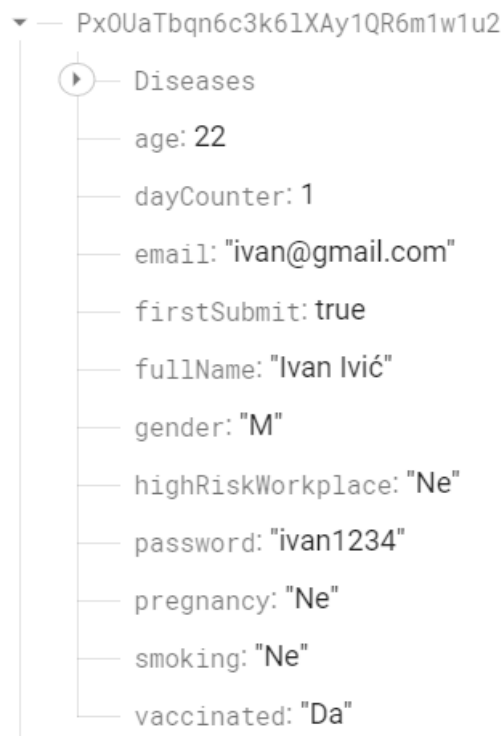 PxOUaTbqn6c3k6lXAy1QR6m1w1u2
Diseases
age: 22
dayCounter: 1
email: "ivan@gmail.com"
firstSubmit: true
fullName: "Ivan Ivić"
gender: "M"
highRiskWorkplace: "Ne"
password: "ivan1234"
pregnancy: "Ne"
smoking: "Ne"
vaccinated: "Da"